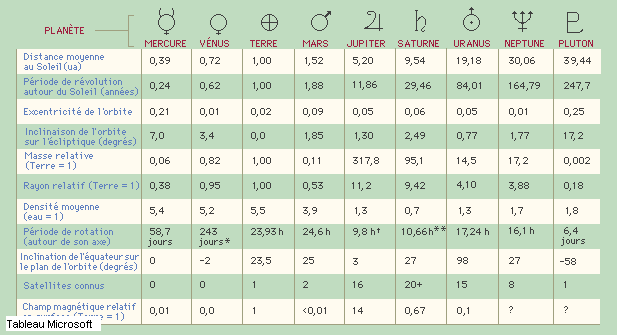 PLANÈTE
MERCURE VÉNUS TERRE MARS JUPITER SATURNE URANUS NEPTUNE PLUTON
Distance moyenne
au Soleil (ua) 0,39 0,72 1,00 1,52 5,20 9,54 19,18 30,06 39,44
Période de révolution
autour du Soleil (années) 0,24 0,62 1,00 1,88 11,86 29,46 84,01 164,79 247,7
Excentricité de l'orbite 0,21 0,01 0,02 0,09 0,05 0,06 0,05 0,01 0,25
Inclinaison de l'orbite
sur l'écliptique (degrés) 7,0 3,4 0,0 1,85 1,30 2,49 0,77 1,77 17,2
Masse relative
(Terre = 1) 0,06 0,82 1,00 0,11 317,8 95,1 14,5 17,2 0,002
Rayon relatif (Terre = 1) 0,38 0,95 1,00 0,53 11,2 9,42 4,10 3,88 0,18
Densité moyenne
(eau = 1) 5,4 5,2 5,5 3,9 1,3 0,7 1,3 1,7 1,8
Période de rotation
(autour de son axe) 58,7 jours 243 jours* 23,93 h 24,6 h 9,8 h† 10,66h** 17,24 h 16,1 h 6,4 jours
Inclination de l'équateur sur
le plan de l'orbite (degrés) 0 -2 23,5 25 3 27 98 27 -58
Satellites connus 0 0 1 2 16 20+ 15 8 1
Champ magnétique relatif
surface (Terre = 1) 0,01 0,0 1 <0,01 14 0,67 0,1 ? ?
Tableau Microsoft